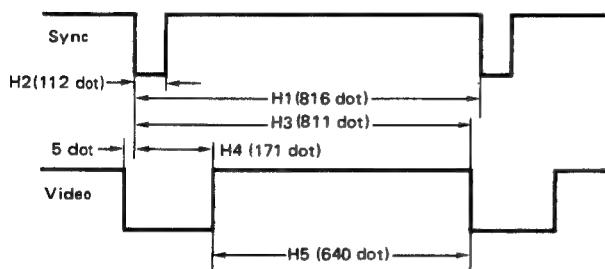 Sync
H2(112 dot)
H1(816 dot)
H3(811 dot)
5 dot
H4 (171 dot)
Video
H5 (640 dot)